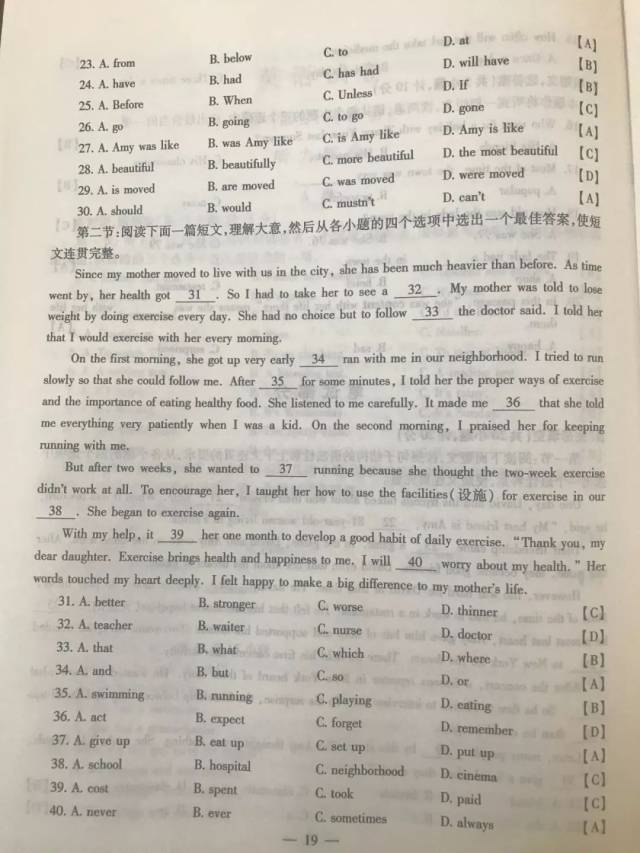 23. A. from B. below C. to D. at 【A】
24. A. have B. had C. has had D. will have 【B】
25. A. Before B. When C. Unless D. If 【B】
26. A. go B. going C. to go D. gone 【C】
27. A. Amy was like B. was Amy like C. is Amy like D. Amy is like 【A】
28. A. beautiful B. beautifully C. more beautiful D. the most beautiful 【C】
29. A. is moved B. are moved C. was moved D. were moved 【D】
30. A. should B. would C. mustn't D. can't 【A】
第二节:阅读下面一篇短文,理解大意,然后从各小题的四个选项中选出一个最佳答案,使短
文连贯完整。
Since my mother moved to live with us in the city, she has been much heavier than before. As time
went by, her health got 31 . So I had to take her to see a 32 . My mother was told to lose
weight by doing exercise every day. She had no choice but to follow 33 the doctor said. I told her
that I would exercise with her every morning.
On the first morning, she got up very early 34 ran with me in our neighborhood. I tried to run
slowly so that she could follow me. After 35 for some minutes, I told her the proper ways of exercise
and the importance of eating healthy food. She listened to me carefully. It made me 36 that she told
me everything very patiently when I was a kid. On the second morning, I praised her for keeping
running with me.
But after two weeks, she wanted to 37 running because she thought the two-week exercise
didn't work at all. To encourage her, I taught her how to use the facilities(设施) for exercise in our
38 . She began to exercise again.
With my help, it 39 her one month to develop a good habit of daily exercise. "Thank you, my
dear daughter. Exercise brings health and happiness to me. I will 40 worry about my health." Her
words touched my heart deeply. I felt happy to make a big difference to my mother's life.
31. A. better B. stronger C. worse D. thinner 【C】
32. A. teacher B. waiter C. nurse D. doctor 【D】
33. A. that B. what C. which D. where 【B】
34. A. and B. but C. so D. or 【A】
35. A. swimming B. running C. playing D. eating 【B】
36. A. act B. expect C. forget D. remember 【D】
37. A. give up B. eat up C. set up D. put up 【A】
38. A. school B. hospital C. neighborhood D. cinema 【C】
39. A. cost B. spent C. took D. paid 【C】
40. A. never B. ever C. sometimes D. always 【A】
— 19 —